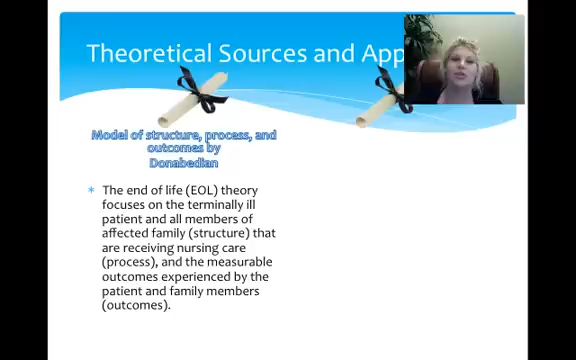 Theoretical Sources and App
Model of structure, process, and
outcomes by
Donabedian
* The end of life (EOL) theory
focuses on the terminally ill
patient and all members of
affected family (structure) that
are receiving nursing care
(process), and the measurable
outcomes experienced by the
patient and family members
(outcomes).